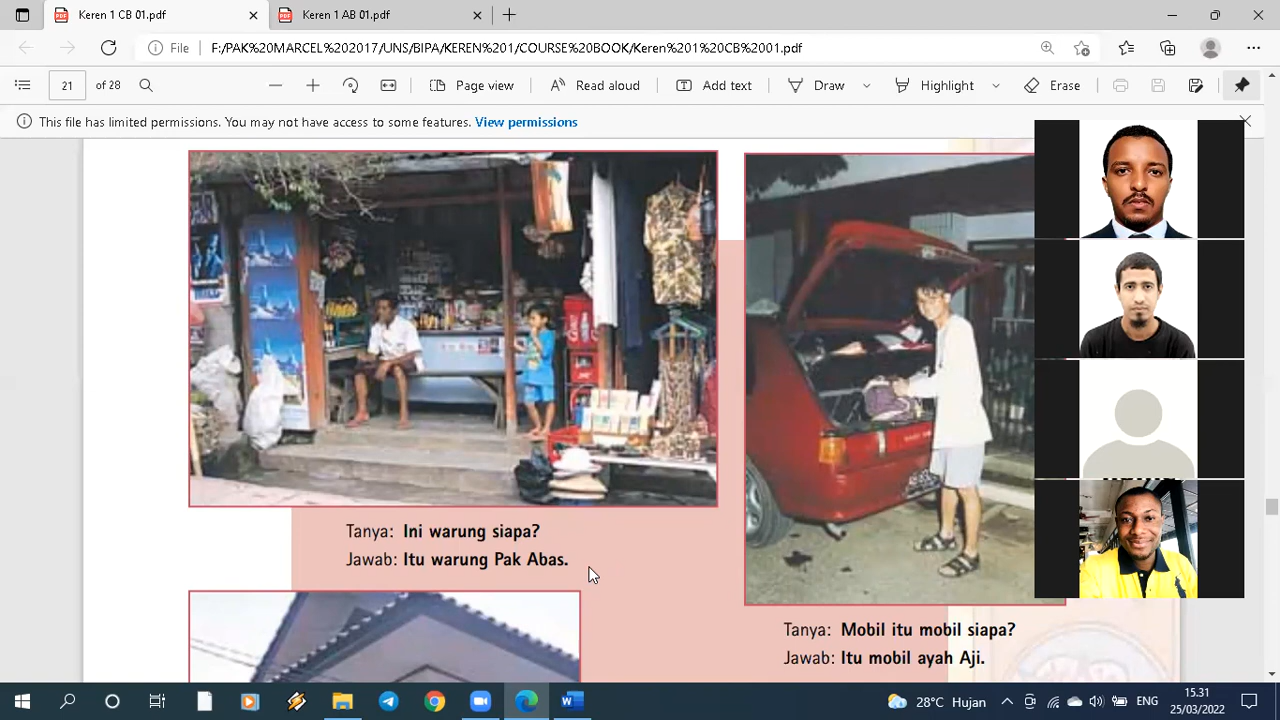 Keren 1 CB 01.pdf
Keren 1 AB 01.pdf
File
F:/PAK%20MARCEL%202017/UNS/BIPA/KEREN%201/COURSE%20BOOK/Keren%201%20CB%2001.pdf
21 of 28
Page view
Read aloud
Add text
Draw
Highlight
Erase
This file has limited permissions. You may not have access to some features. View permissions
Tanya: Ini warung siapa?
Jawab: Itu warung Pak Abas.
Tanya: Mobil itu mobil siapa?
Jawab: Itu mobil ayah Aji.
28°C Hujan
ENG
15.31
25/03/2022